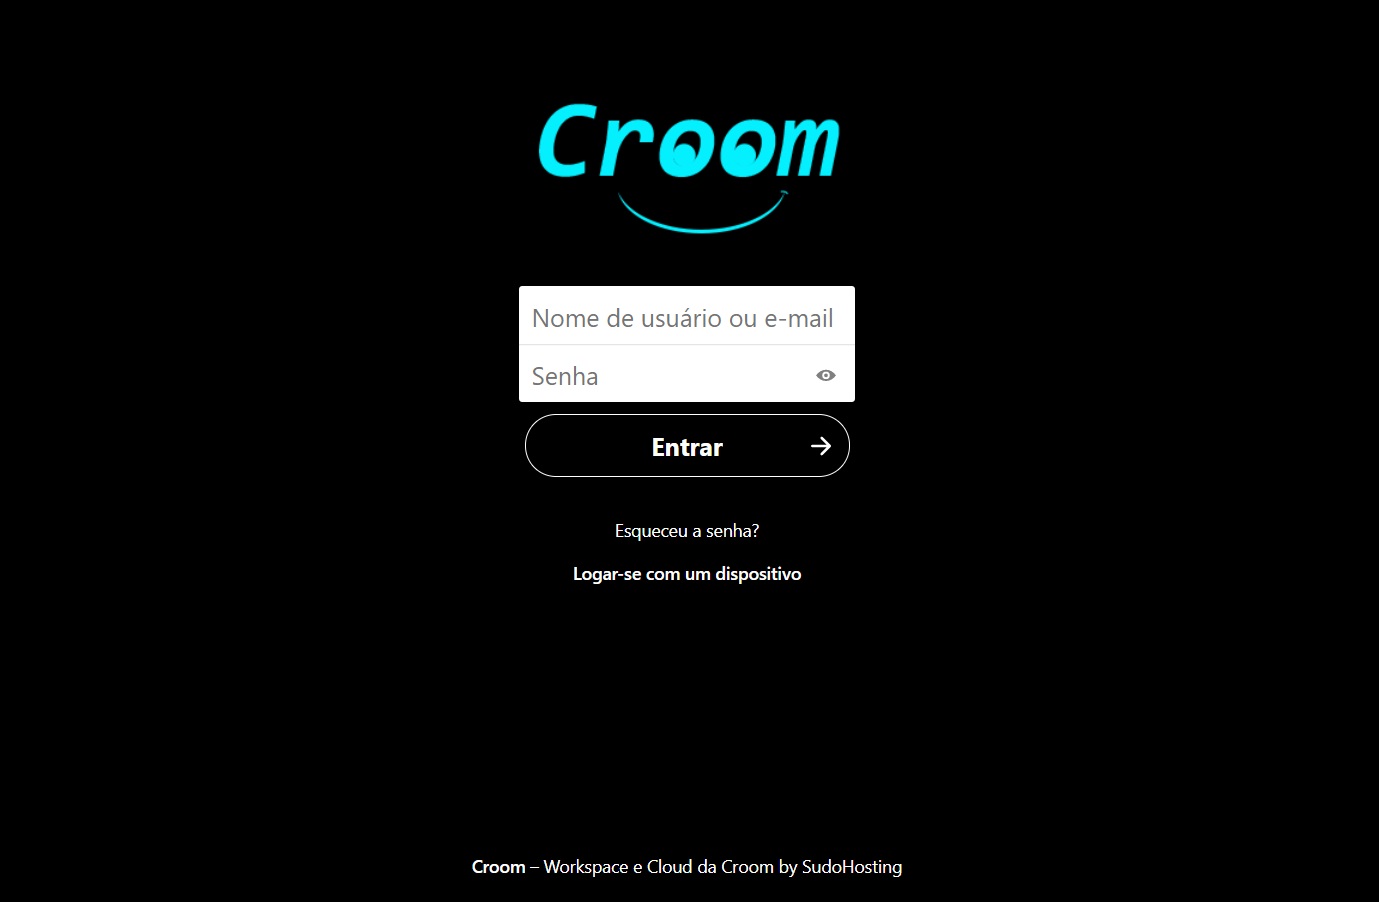 Croom
Nome de usuário ou e-mail
Senha
Entrar
Esqueceu a senha?
Logar-se com um dispositivo
Croom – Workspace e Cloud da Croom by SudoHosting